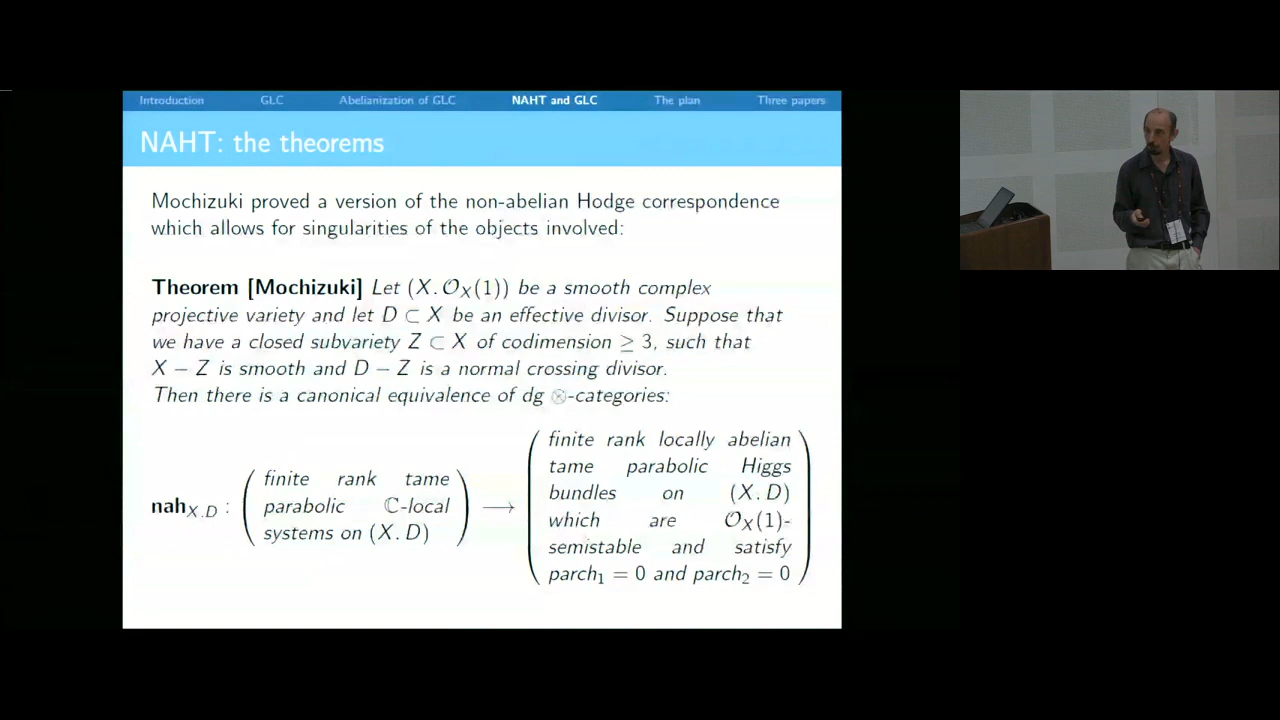 Introduction GLC Abelianization of GLC NAHT and GLC The plan Three papers
NAHT: the theorems
Mochizuki proved a version of the non-abelian Hodge correspondence
which allows for singularities of the objects involved:
Theorem [Mochizuki] Let (X. 𝒪_X(1)) be a smooth complex
projective variety and let D ⊂ X be an effective divisor. Suppose that
we have a closed subvariety Z ⊂ X of codimension ≥ 3, such that
X − Z is smooth and D − Z is a normal crossing divisor.
Then there is a canonical equivalence of dg ⊗-categories:
nah_{X.D} :
finite rank tame
parabolic ℂ-local
systems on (X. D)
⟶
finite rank locally abelian
tame parabolic Higgs
bundles on (X. D)
which are 𝒪_X(1)-
semistable and satisfy
parch₁ = 0 and parch₂ = 0